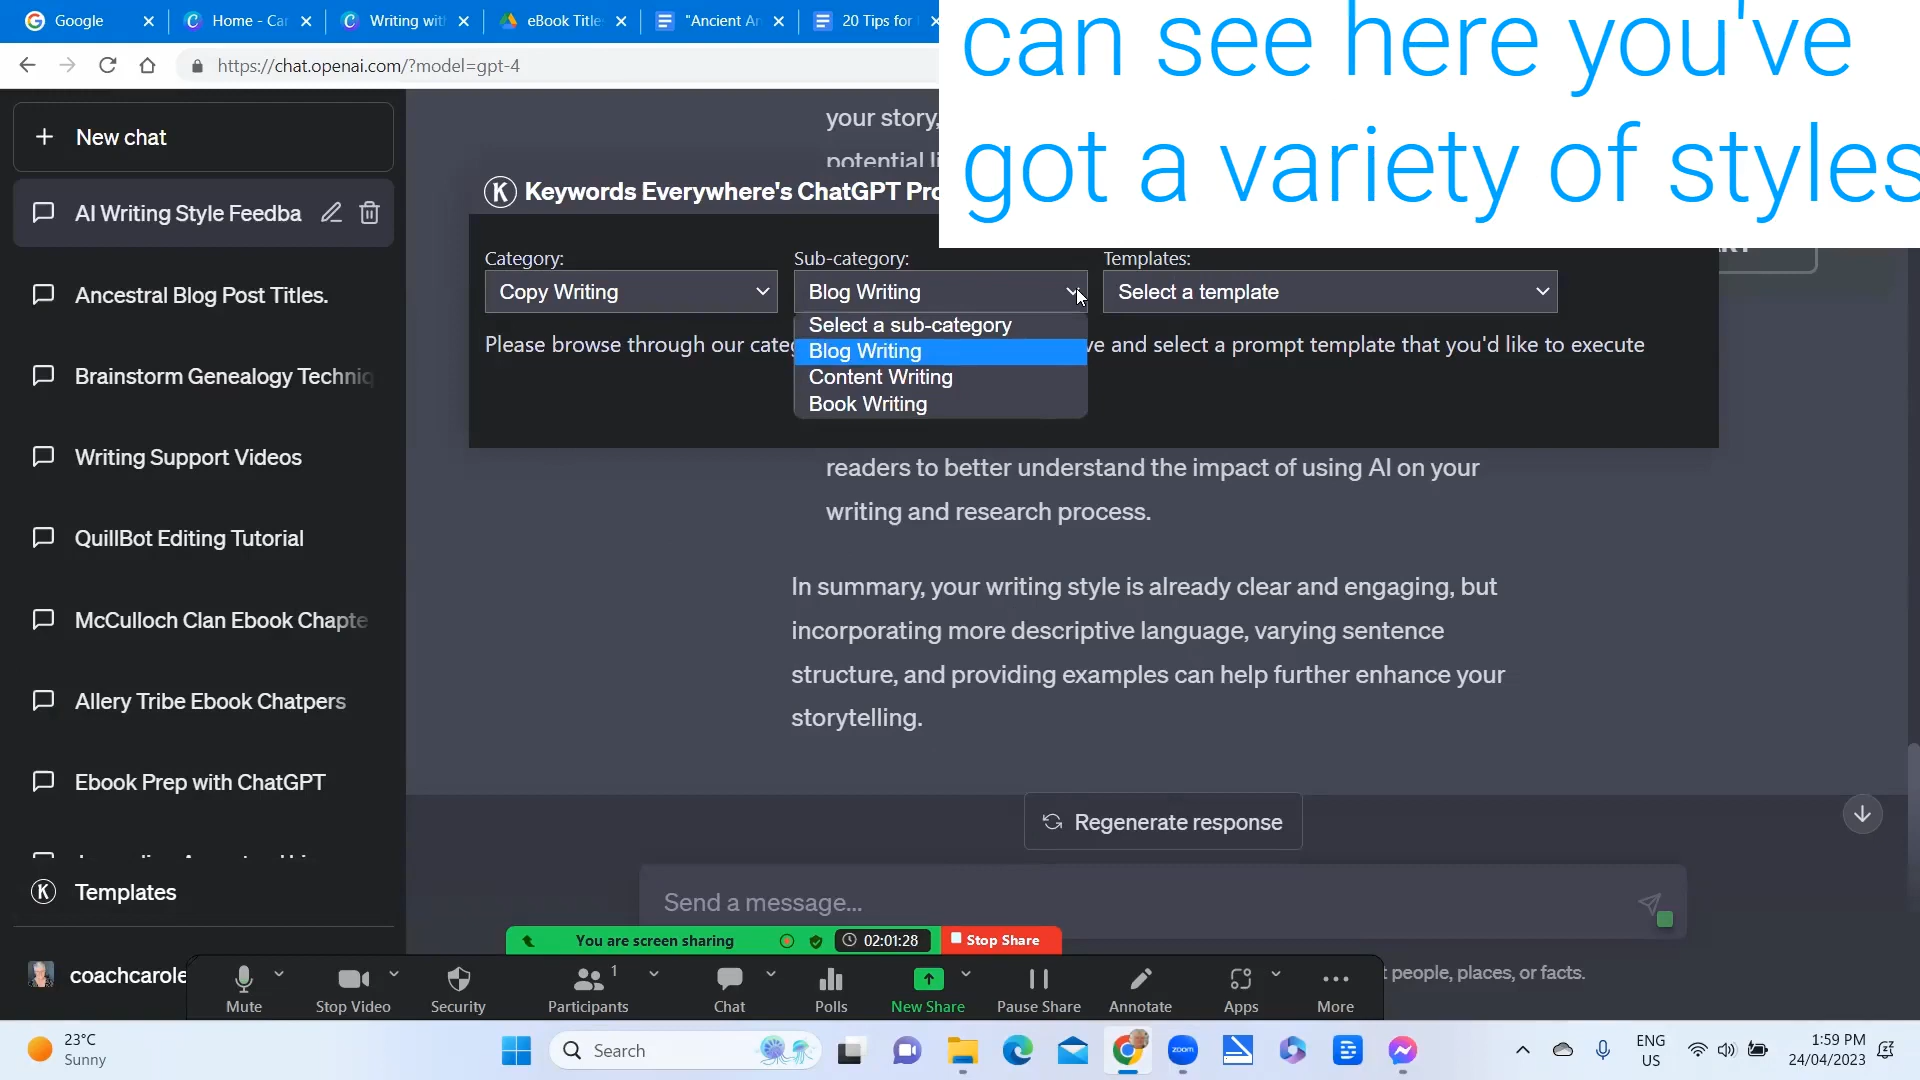 Google
Home - Ca
Writing wit
eBook Title
"Ancient A
20 Tips for
https://chat.openai.com/?model=gpt-4
can see here you've
got a variety of styles
New chat
AI Writing Style Feedba
Ancestral Blog Post Titles.
Brainstorm Genealogy Techniq
Writing Support Videos
QuillBot Editing Tutorial
McCulloch Clan Ebook Chapte
Allery Tribe Ebook Chatpers
Ebook Prep with ChatGPT
K Templates
coachcarole
your story,
potential li
K Keywords Everywhere's ChatGPT Pro
Category:
Sub-category:
Templates:
Copy Writing
Blog Writing
Select a template
Select a sub-category
Blog Writing
Content Writing
Book Writing
Please browse through our categ
ve and select a prompt template that you'd like to execute
readers to better understand the impact of using AI on your
writing and research process.
In summary, your writing style is already clear and engaging, but
incorporating more descriptive language, varying sentence
structure, and providing examples can help further enhance your
storytelling.
Regenerate response
Send a message...
t people, places, or facts.
You are screen sharing
02:01:28
Stop Share
Mute
Stop Video
Security
Participants 1
Chat
Polls
New Share
Pause Share
Annotate
Apps
More
23°C
Sunny
Search
zoom
ENG
US
1:59 PM
24/04/2023